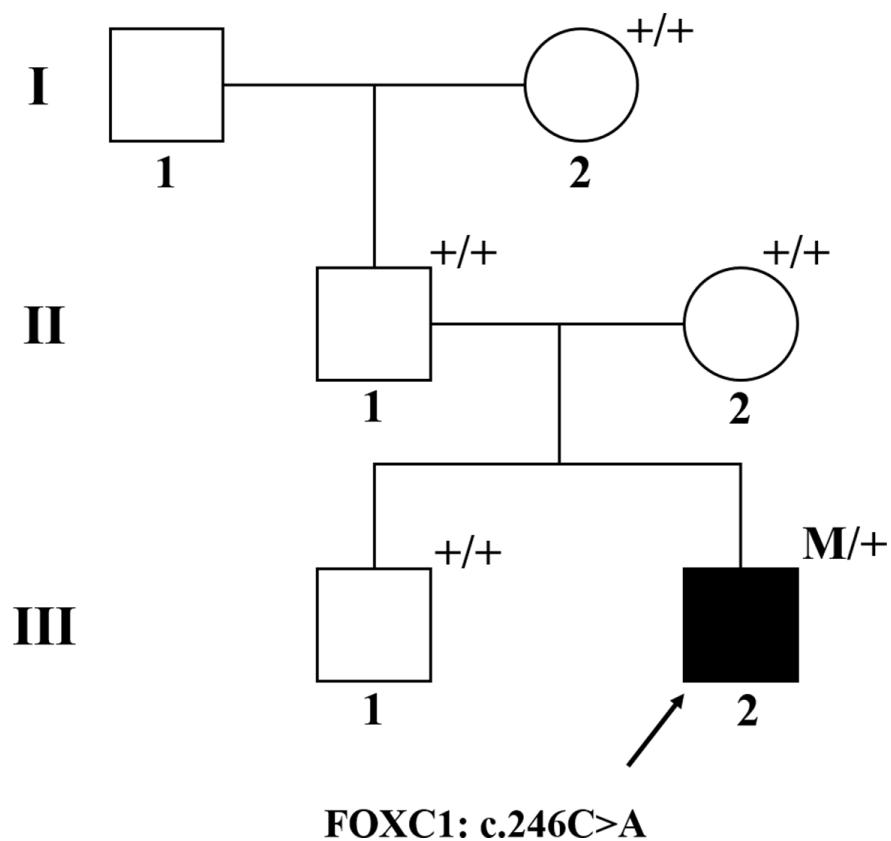 +/+
I
1
2
+/+
+/+
II
1
2
+/+
M/+
III
1
2
FOXC1: c.246C>A